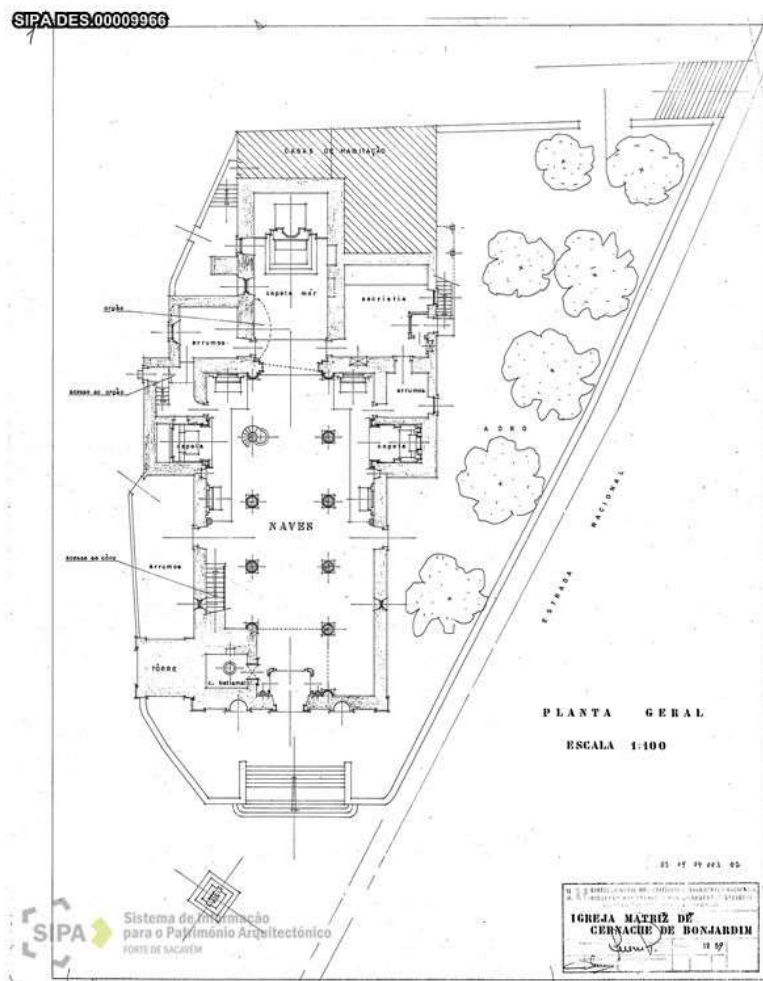 SIPA DES.00009966
CASAS DE HABITAÇÃO
capela mór
sacristia
orgão
arrumos
arrumos
acesso ao orgão
capela
capela
ADRO
NAVES
ESTRADA NACIONAL
acesso ao côro
arrumos
TÔRRE
c. batismal
PLANTA GERAL
ESCALA 1:100
IGREJA MATRIZ DE
CERNACHE DE BONJARDIM
SIPA
Sistema de Informação
para o Património Arquitectónico
FORTE DE SACAVÉM